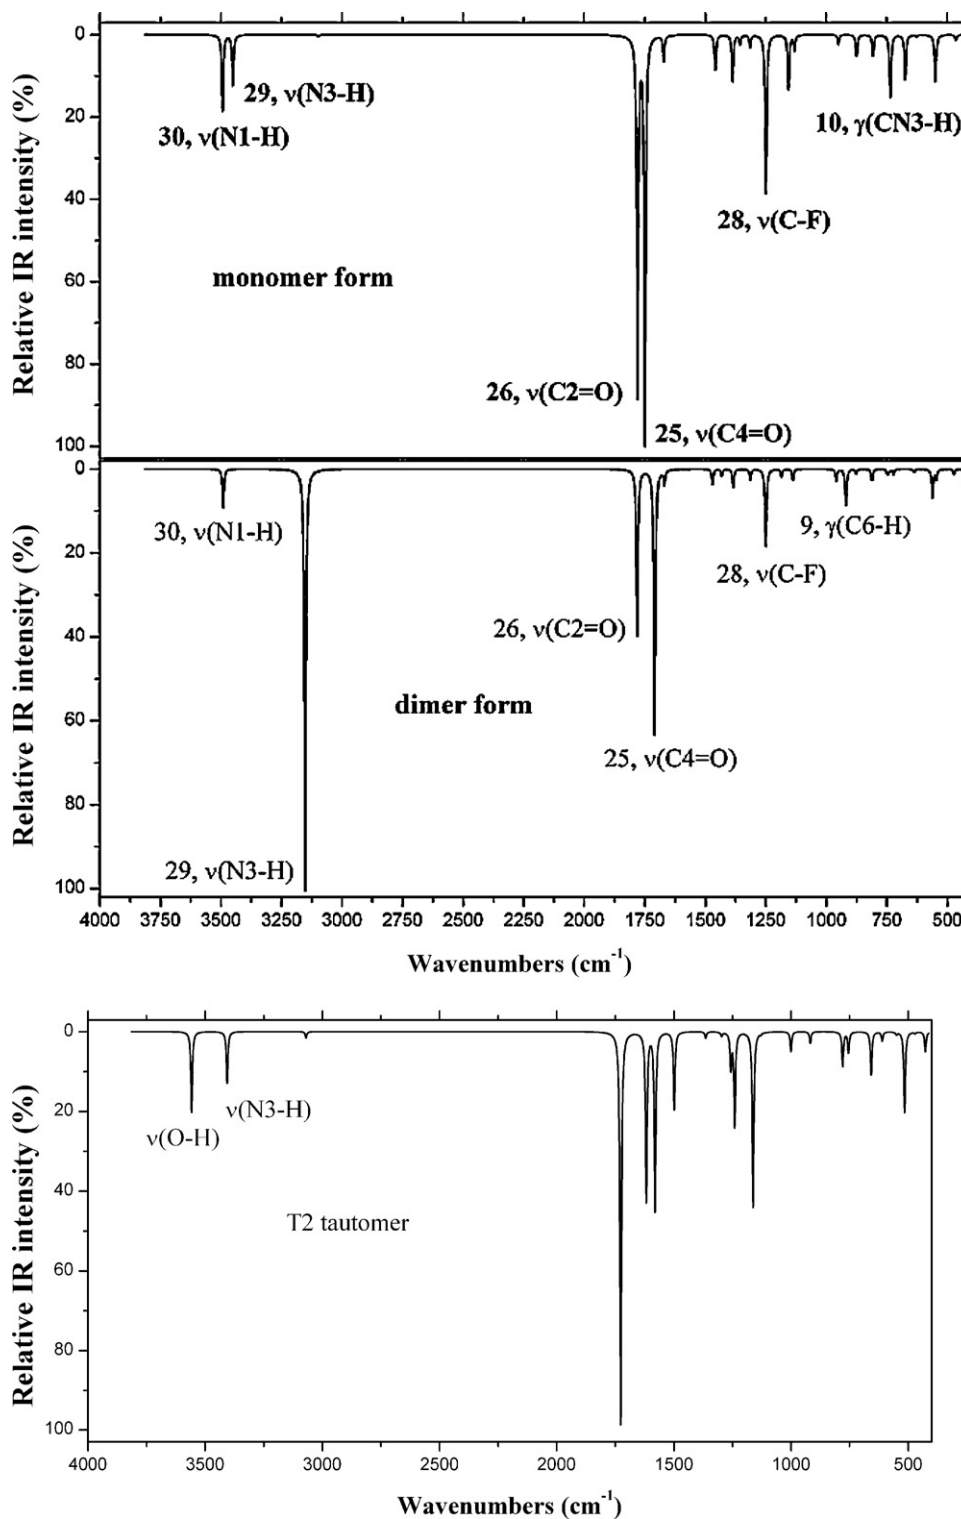 Relative IR intensity (%)
0
20
40
60
80
100
29, ν(N3-H)
30, ν(N1-H)
10, γ(CN3-H)
28, ν(C-F)
monomer form
26, ν(C2=O)
25, ν(C4=O)
Relative IR intensity (%)
0
20
40
60
80
100
30, ν(N1-H)
9, γ(C6-H)
28, ν(C-F)
26, ν(C2=O)
dimer form
25, ν(C4=O)
29, ν(N3-H)
4000 3750 3500 3250 3000 2750 2500 2250 2000 1750 1500 1250 1000 750 500
Wavenumbers (cm⁻¹)
Relative IR intensity (%)
0
20
40
60
80
100
ν(N3-H)
ν(O-H)
T2 tautomer
4000 3500 3000 2500 2000 1500 1000 500
Wavenumbers (cm⁻¹)